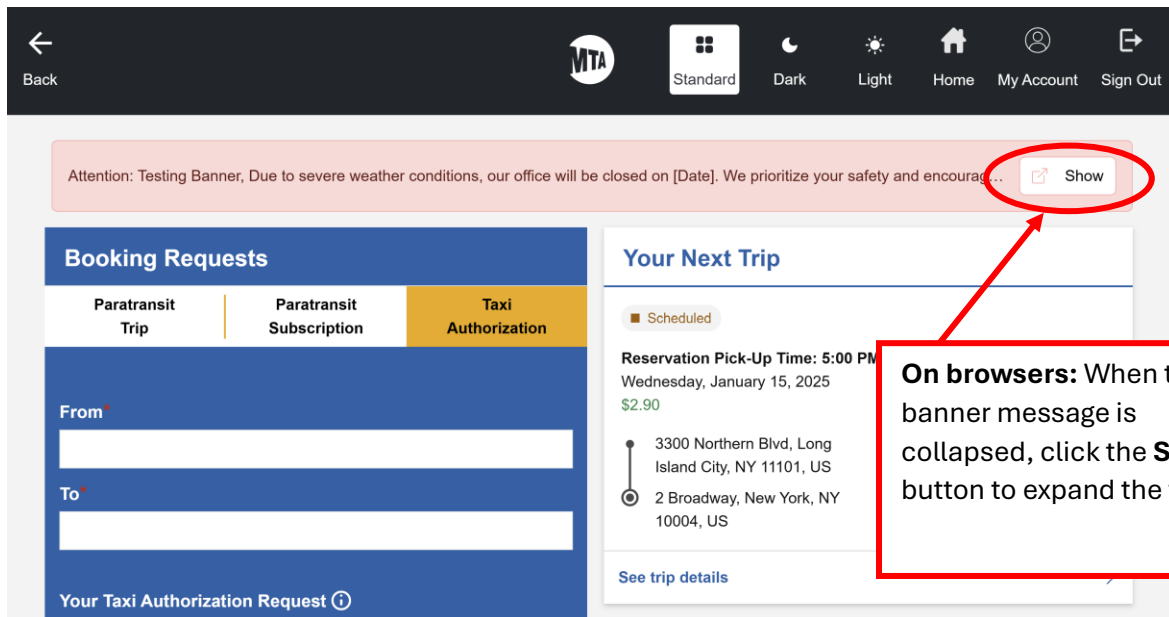 Back
MTA
Standard
Dark
Light
Home
My Account
Sign Out
Attention: Testing Banner, Due to severe weather conditions, our office will be closed on [Date]. We prioritize your safety and encourag...
Show
Booking Requests
Paratransit
Trip
Paratransit
Subscription
Taxi
Authorization
From*
To*
Your Taxi Authorization Request
Your Next Trip
Scheduled
Reservation Pick-Up Time: 5:00 PM
Wednesday, January 15, 2025
$2.90
3300 Northern Blvd, Long
Island City, NY 11101, US
2 Broadway, New York, NY
10004, US
See trip details
On browsers: When
banner message is
collapsed, click the
button to expand the